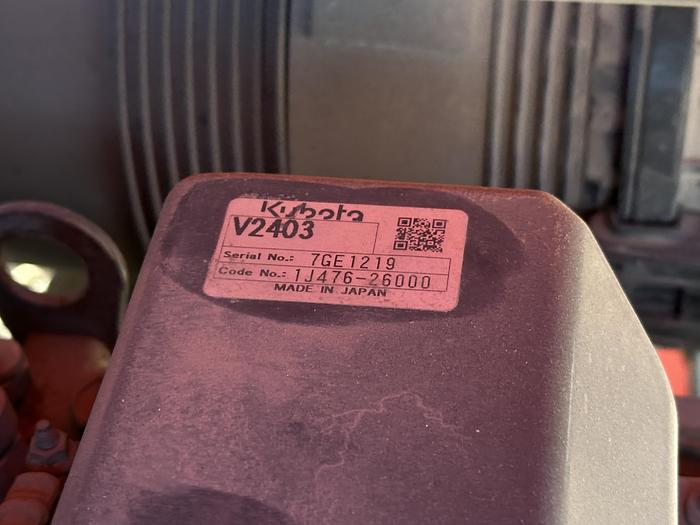 Kubota
V2403
Serial No.: 7GE1219
Code No.: 1J476-26000
MADE IN JAPAN